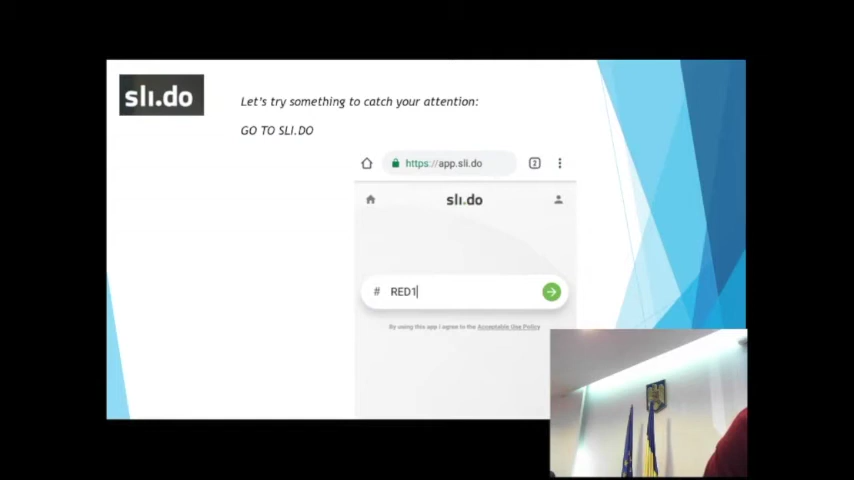 sli.do
Let's try something to catch your attention:
GO TO SLI.DO
https://app.sli.do
2
sli.do
# RED1
By using this app I agree to the Acceptable Use Policy